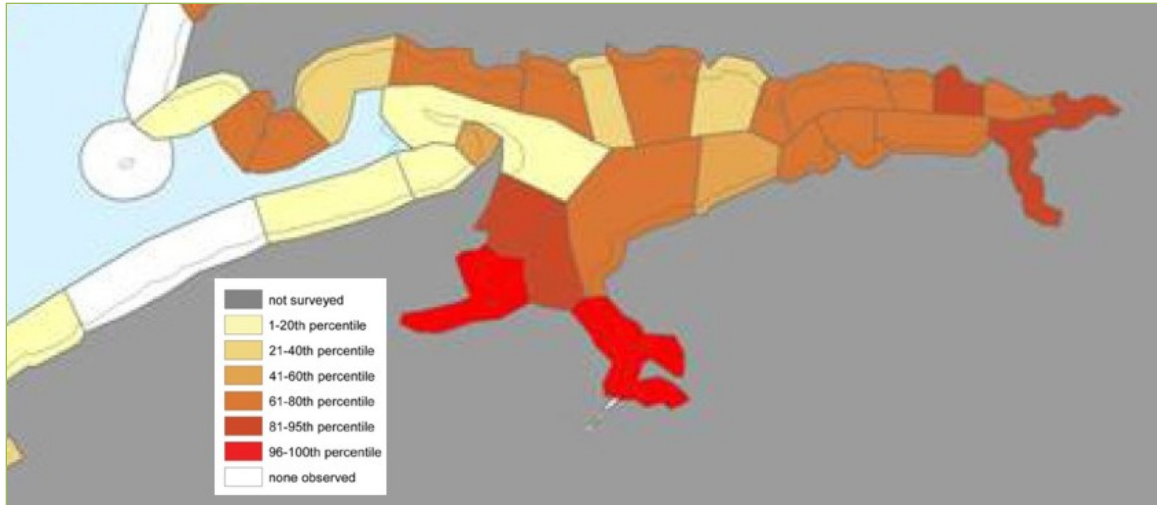 not surveyed
1-20th percentile
21-40th percentile
41-60th percentile
61-80th percentile
81-95th percentile
96-100th percentile
none observed